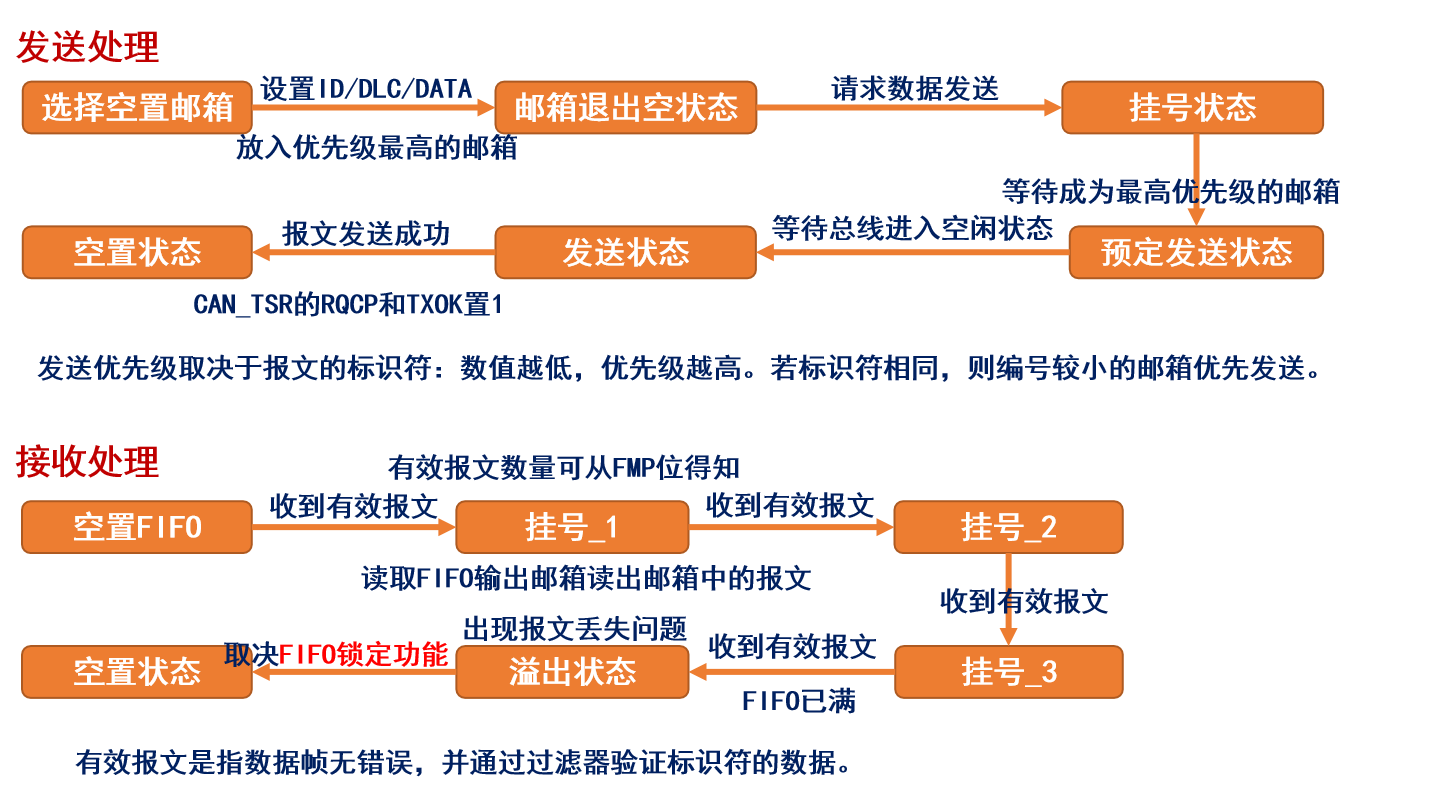 发送处理
选择空置邮箱
设置ID/DLC/DATA
放入优先级最高的邮箱
邮箱退出空状态
请求数据发送
挂号状态
等待成为最高优先级的邮箱
预定发送状态
等待总线进入空闲状态
发送状态
报文发送成功
空置状态
CAN_TSR的RQCP和TXOK置1
发送优先级取决于报文的标识符：数值越低，优先级越高。若标识符相同，则编号较小的邮箱优先发送。
接收处理
有效报文数量可从FMP位得知
空置FIFO
收到有效报文
挂号_1
收到有效报文
挂号_2
读取FIFO输出邮箱读出邮箱中的报文
收到有效报文
挂号_3
收到有效报文
FIFO已满
出现报文丢失问题
溢出状态
取决FIFO锁定功能
空置状态
有效报文是指数据帧无错误，并通过过滤器验证标识符的数据。